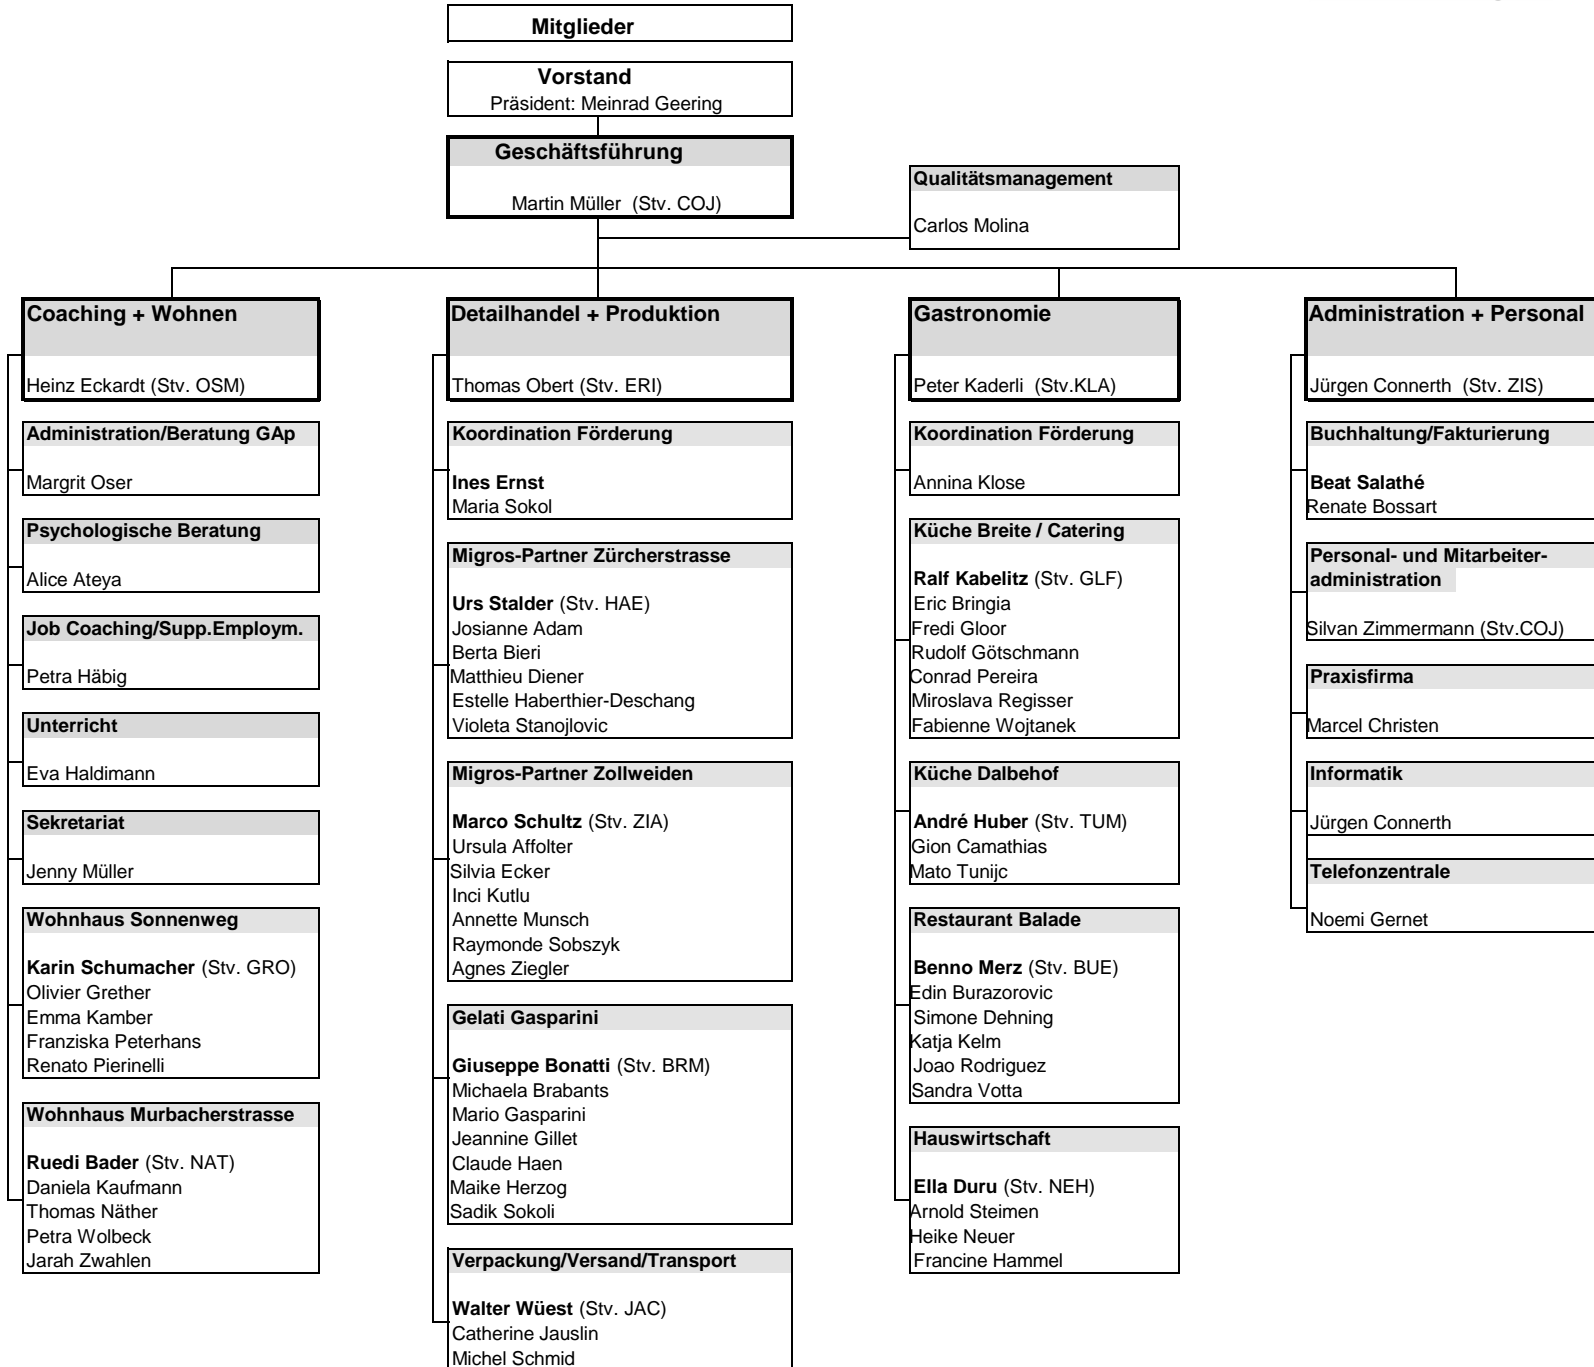 Mitglieder
Vorstand
Präsident: Meinrad Geering
Geschäftsführung
Martin Müller (Stv. COJ)
Qualitätsmanagement
Carlos Molina
Coaching + Wohnen
Heinz Eckardt (Stv. OSM)
Administration/Beratung GAp
Margrit Oser
Psychologische Beratung
Alice Ateya
Job Coaching/Supp.Employm.
Petra Häbig
Unterricht
Eva Haldimann
Sekretariat
Jenny Müller
Wohnhaus Sonnenweg
Karin Schumacher (Stv. GRO)
Olivier Grether
Emma Kamber
Franziska Peterhans
Renato Pierinelli
Wohnhaus Murbacherstrasse
Ruedi Bader (Stv. NAT)
Daniela Kaufmann
Thomas Näther
Petra Wolbeck
Jarah Zwahlen
Detailhandel + Produktion
Thomas Obert (Stv. ERI)
Koordination Förderung
Ines Ernst
Maria Sokol
Migros-Partner Zürcherstrasse
Urs Stalder (Stv. HAE)
Josianne Adam
Berta Bieri
Matthieu Diener
Estelle Haberthier-Deschang
Violeta Stanojlovic
Migros-Partner Zollweiden
Marco Schultz (Stv. ZIA)
Ursula Affolter
Silvia Ecker
Inci Kutlu
Annette Munsch
Raymonde Sobszyk
Agnes Ziegler
Gelati Gasparini
Giuseppe Bonatti (Stv. BRM)
Michaela Brabants
Mario Gasparini
Jeannine Gillet
Claude Haen
Maike Herzog
Sadik Sokoli
Verpackung/Versand/Transport
Walter Wüest (Stv. JAC)
Catherine Jauslin
Michel Schmid
Gastronomie
Peter Kaderli (Stv.KLA)
Koordination Förderung
Annina Klose
Küche Breite / Catering
Ralf Kabelitz (Stv. GLF)
Eric Bringia
Fredi Gloor
Rudolf Götschmann
Conrad Pereira
Miroslava Regisser
Fabienne Wojtanek
Küche Dalbehof
André Huber (Stv. TUM)
Gion Camathias
Mato Tunijc
Restaurant Balade
Benno Merz (Stv. BUE)
Edin Burazorovic
Simone Dehning
Katja Kelm
Joao Rodriguez
Sandra Votta
Hauswirtschaft
Ella Duru (Stv. NEH)
Arnold Steimen
Heike Neuer
Francine Hammel
Administration + Personal
Jürgen Connerth (Stv. ZIS)
Buchhaltung/Fakturierung
Beat Salathé
Renate Bossart
Personal- und Mitarbeiter-
administration
Silvan Zimmermann (Stv.COJ)
Praxisfirma
Marcel Christen
Informatik
Jürgen Connerth
Telefonzentrale
Noemi Gernet